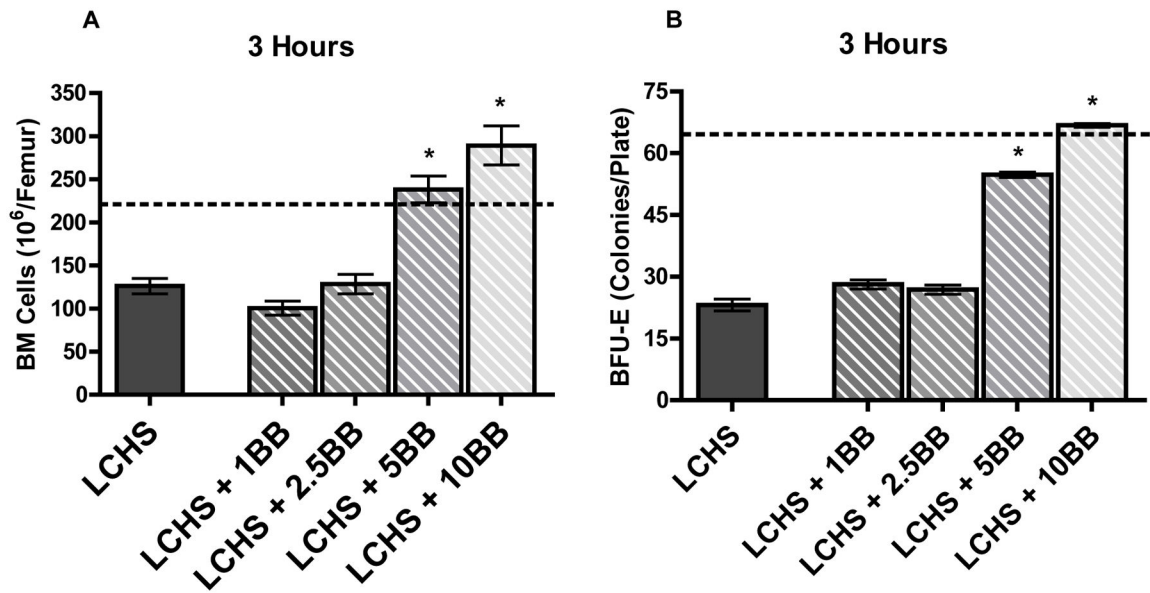 A
3 Hours
BM Cells (10⁶/Femur)
350
300
250
200
150
100
50
0
*
*
LCHS
LCHS + 1BB
LCHS + 2.5BB
LCHS + 5BB
LCHS + 10BB
B
3 Hours
BFU-E (Colonies/Plate)
75
60
45
30
15
0
*
*
LCHS
LCHS + 1BB
LCHS + 2.5BB
LCHS + 5BB
LCHS + 10BB